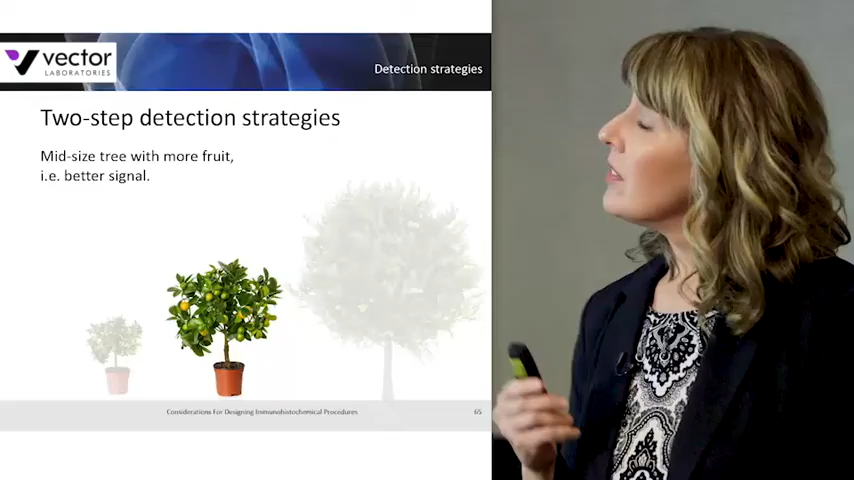 vector
LABORATORIES
Detection strategies
Two-step detection strategies
Mid-size tree with more fruit,
i.e. better signal.
Considerations For Designing Immunohistochemical Procedures
65